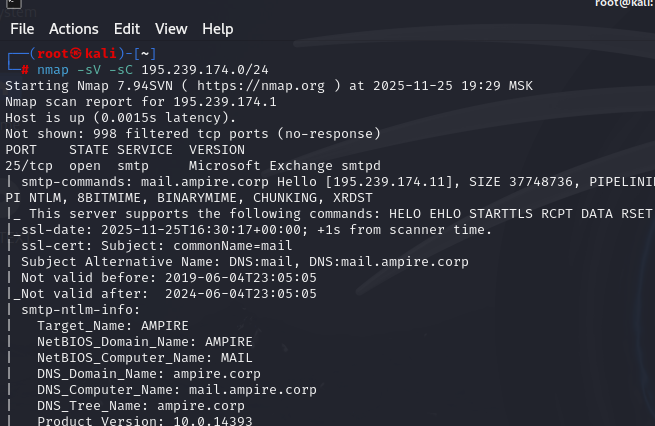 root@kali:
File Actions Edit View Help
┌──(root㉿kali)-[~]
└─# nmap -sV -sC 195.239.174.0/24
Starting Nmap 7.94SVN ( https://nmap.org ) at 2025-11-25 19:29 MSK
Nmap scan report for 195.239.174.1
Host is up (0.0015s latency).
Not shown: 998 filtered tcp ports (no-response)
PORT   STATE SERVICE VERSION
25/tcp open  smtp    Microsoft Exchange smtpd
| smtp-commands: mail.ampire.corp Hello [195.239.174.11], SIZE 37748736, PIPELINI
PI NTLM, 8BITMIME, BINARYMIME, CHUNKING, XRDST
|_ This server supports the following commands: HELO EHLO STARTTLS RCPT DATA RSET
|_ssl-date: 2025-11-25T16:30:17+00:00; +1s from scanner time.
| ssl-cert: Subject: commonName=mail
| Subject Alternative Name: DNS:mail, DNS:mail.ampire.corp
| Not valid before: 2019-06-04T23:05:05
|_Not valid after:  2024-06-04T23:05:05
| smtp-ntlm-info:
|   Target_Name: AMPIRE
|   NetBIOS_Domain_Name: AMPIRE
|   NetBIOS_Computer_Name: MAIL
|   DNS_Domain_Name: ampire.corp
|   DNS_Computer_Name: mail.ampire.corp
|   DNS_Tree_Name: ampire.corp
|   Product_Version: 10.0.14393